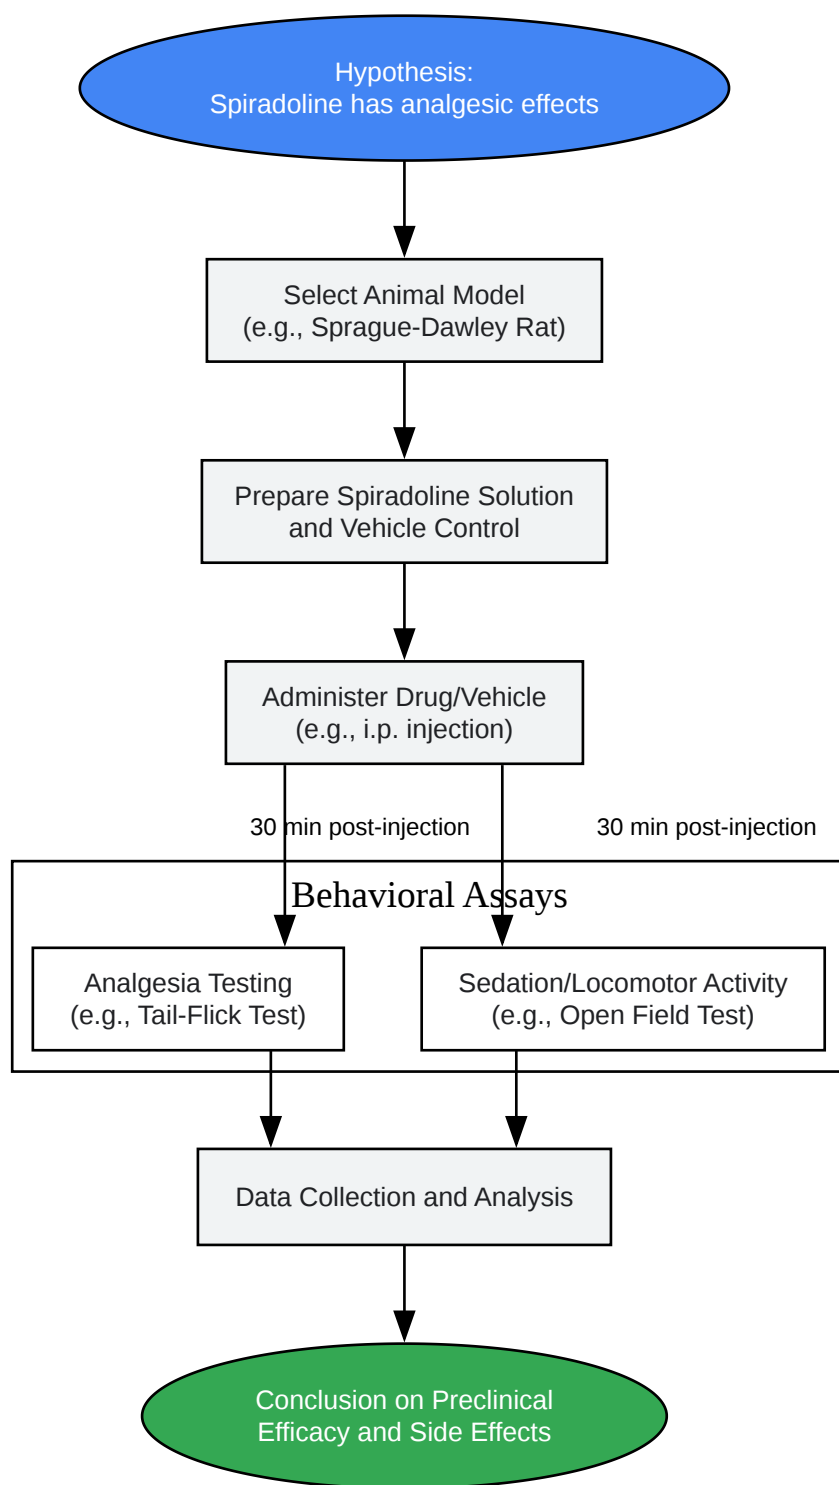 Hypothesis:
Spiradoline has analgesic effects
Select Animal Model
(e.g., Sprague-Dawley Rat)
Prepare Spiradoline Solution
and Vehicle Control
Administer Drug/Vehicle
(e.g., i.p. injection)
30 min post-injection
30 min post-injection
Behavioral Assays
Analgesia Testing
(e.g., Tail-Flick Test)
Sedation/Locomotor Activity
(e.g., Open Field Test)
Data Collection and Analysis
Conclusion on Preclinical
Efficacy and Side Effects